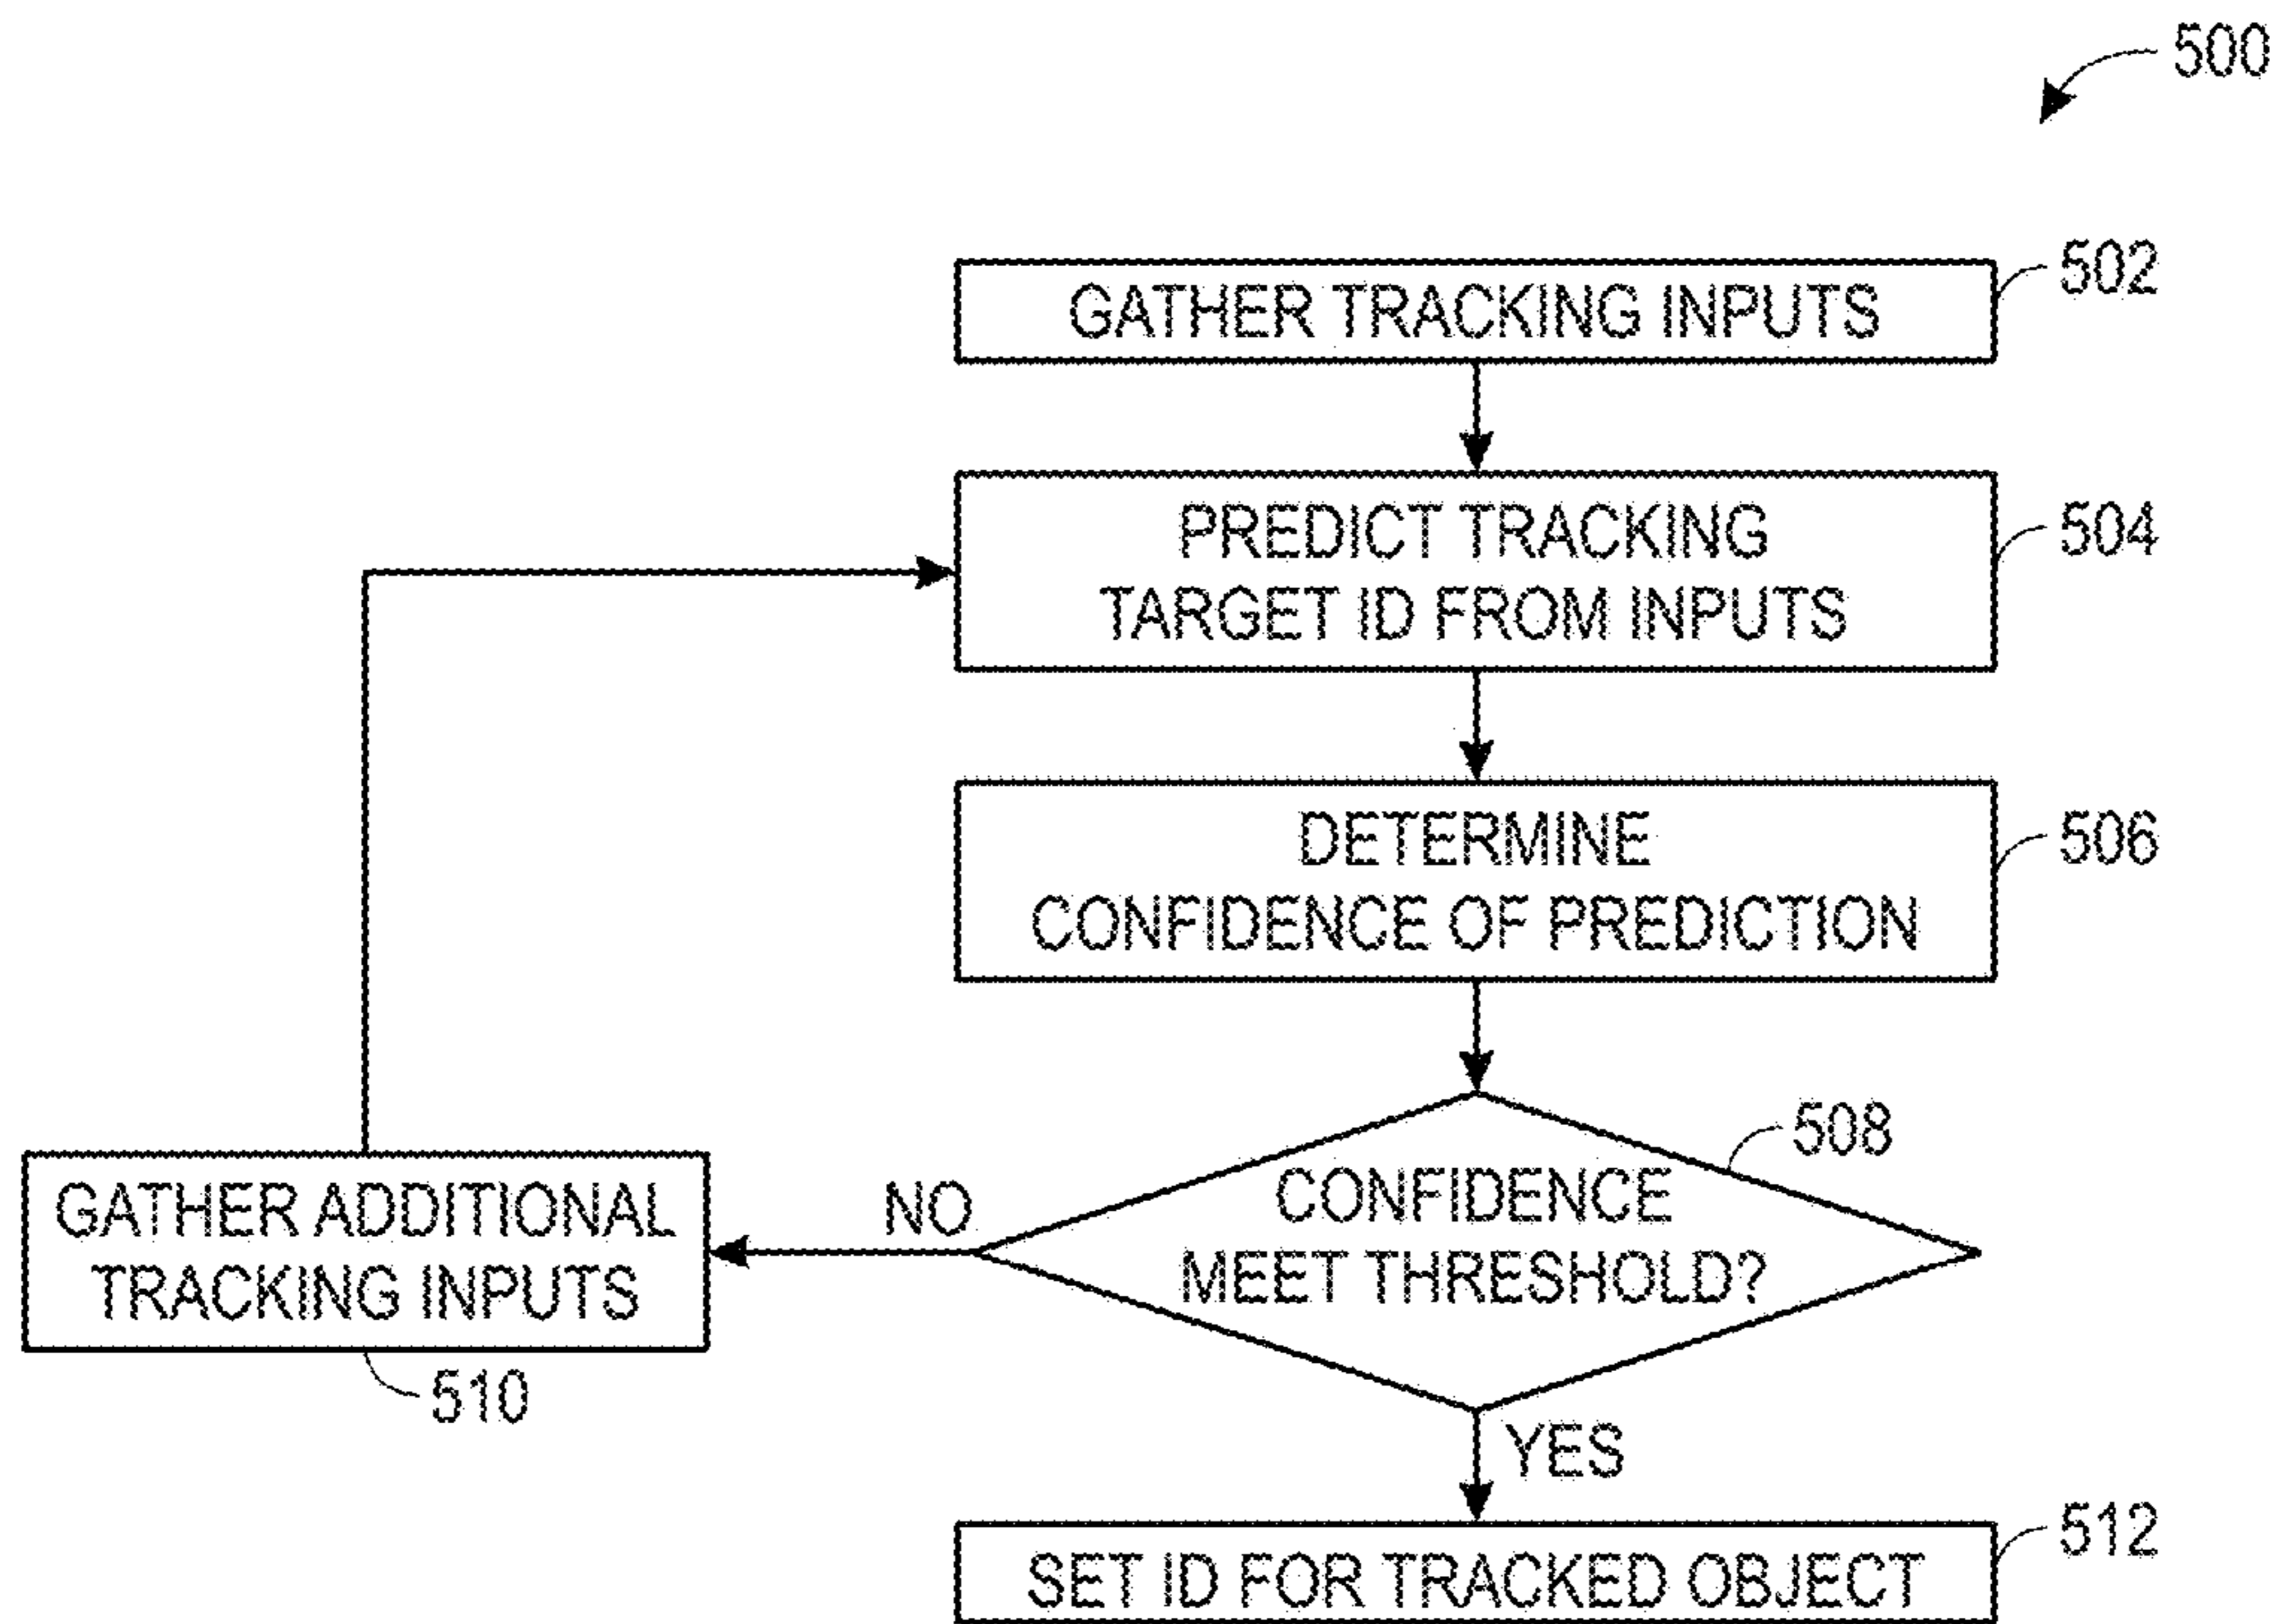 500
GATHER TRACKING INPUTS
502
PREDICT TRACKING
TARGET ID FROM INPUTS
504
DETERMINE
CONFIDENCE OF PREDICTION
506
CONFIDENCE
MEET THRESHOLD?
508
NO
GATHER ADDITIONAL
TRACKING INPUTS
510
YES
SET ID FOR TRACKED OBJECT
512